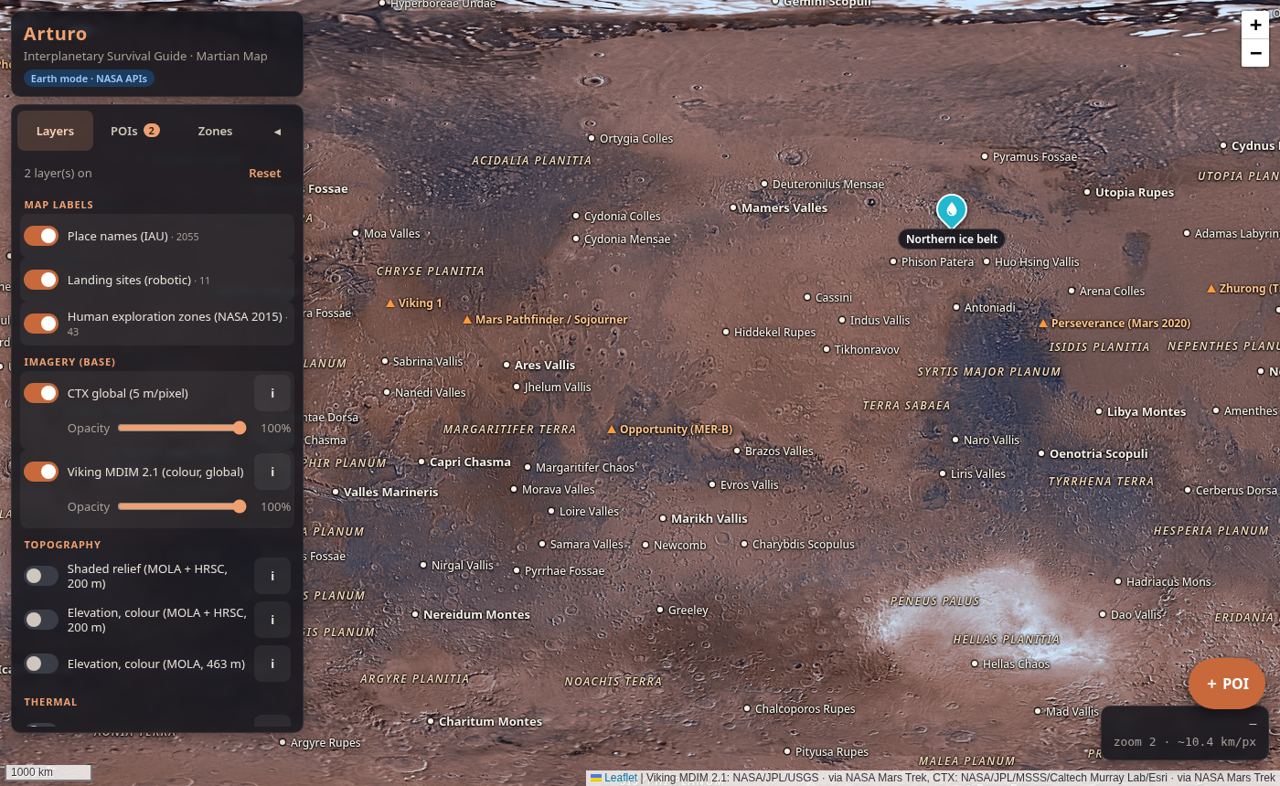 Hyperboreae Undae
Gemini Scopuli
Arturo
Interplanetary Survival Guide · Martian Map
Earth mode · NASA APIs
+
−
Layers
POIs 2
Zones
◂
2 layer(s) on
Reset
MAP LABELS
Place names (IAU) · 2055
Landing sites (robotic) · 11
Human exploration zones (NASA 2015) ·
43
IMAGERY (BASE)
CTX global (5 m/pixel)
i
Opacity
100%
Viking MDIM 2.1 (colour, global)
i
Opacity
100%
TOPOGRAPHY
Shaded relief (MOLA + HRSC,
200 m)
i
Elevation, colour (MOLA + HRSC,
200 m)
i
Elevation, colour (MOLA, 463 m)
i
THERMAL
Ortygia Colles
ACIDALIA PLANITIA
Pyramus Fossae
Cydnus
UTOPIA PLAN
Fossae
Deuteronilus Mensae
Utopia Rupes
Mamers Valles
Cydonia Colles
Moa Valles
Cydonia Mensae
Northern ice belt
Adamas Labyrin
Phison Patera
Huo Hsing Vallis
CHRYSE PLANITIA
Zhurong (T
Arena Colles
Cassini
Viking 1
Antoniadi
ra Fossae
Mars Pathfinder / Sojourner
Indus Vallis
Perseverance (Mars 2020)
Hiddekel Rupes
Tikhonravov
ISIDIS PLANITIA
NEPENTHES PLANU
LANUM
Sabrina Vallis
Ares Vallis
SYRTIS MAJOR PLANUM
Nanedi Valles
Jhelum Vallis
TERRA SABAEA
Libya Montes
Amenthes
ntae Dorsa
MARGARITIFER TERRA
Opportunity (MER-B)
Chasma
Naro Vallis
Brazos Valles
Oenotria Scopuli
PHIR PLANUM
Capri Chasma
Margaritifer Chaos
Liris Valles
TYRRHENA TERRA
Valles Marineris
Morava Valles
Evros Vallis
Cerberus Dorsa
Loire Valles
Marikh Vallis
A PLANUM
HESPERIA PLANUM
s Fossae
Samara Valles
Newcomb
Charybdis Scopulus
Nirgal Vallis
Pyrrhae Fossae
Hadriacus Mons
S PLANUM
PENEUS PALUS
Nereidum Montes
Greeley
Dao Vallis
ERIDANIA
SIS PLANUM
HELLAS PLANITIA
Hellas Chaos
ARGYRE PLANITIA
NOACHIS TERRA
+ POI
Chalcoporos Rupes
Mad Vallis
Charitum Montes
–
zoom 2 · ~10.4 km/px
Argyre Rupes
Pityusa Rupes
MALEA PLANUM
PR
1000 km
Leaflet | Viking MDIM 2.1: NASA/JPL/USGS · via NASA Mars Trek, CTX: NASA/JPL/MSSS/Caltech Murray Lab/Esri · via NASA Mars Trek